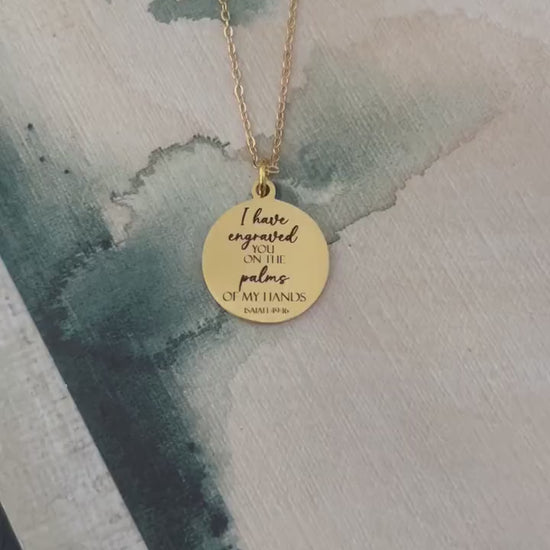 I have
engraved
YOU
ON THE
palms
OF MY HANDS
ISAIAH 49:16